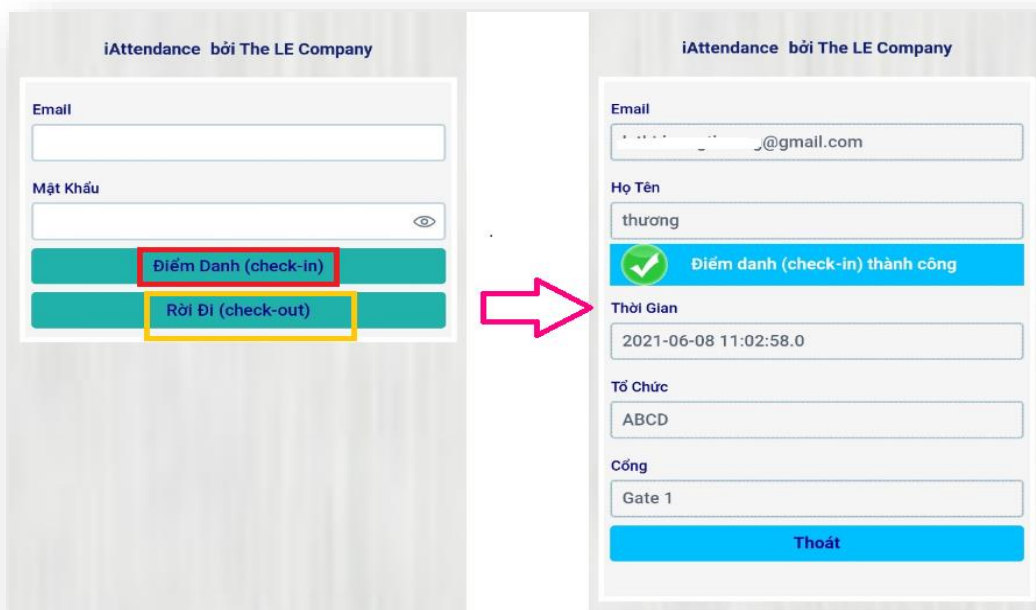 iAttendance bởi The LE Company
Email
Mật Khẩu
Điểm Danh (check-in)
Rời Đi (check-out)
iAttendance bởi The LE Company
Email
@gmail.com
Họ Tên
thương
Điểm danh (check-in) thành công
Thời Gian
2021-06-08 11:02:58.0
Tổ Chức
ABCD
Cổng
Gate 1
Thoát